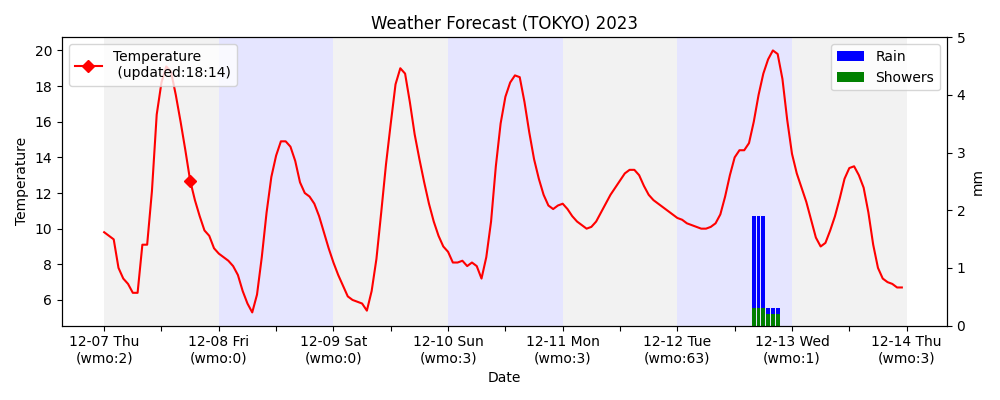 Weather Forecast (TOKYO) 2023
Temperature
(updated:18:14)
Rain
Showers
Temperature
20
18
16
14
12
10
8
6
5
4
3
2
1
0
mm
12-07 Thu 12-08 Fri 12-09 Sat 12-10 Sun 12-11 Mon 12-12 Tue 12-13 Wed 12-14 Thu
(wmo:2) (wmo:0) (wmo:0) (wmo:3) (wmo:3) (wmo:63) (wmo:1) (wmo:3)
Date